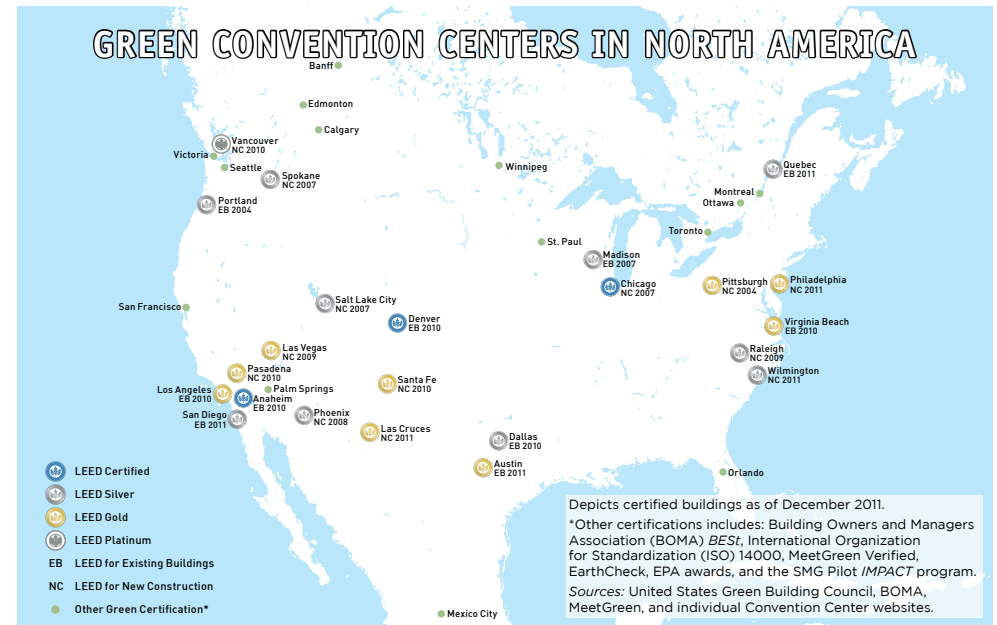 GREEN CONVENTION CENTERS IN NORTH AMERICA
Banff
Edmonton
Calgary
Vancouver
NC 2010
Victoria
Seattle
Spokane
NC 2007
Portland
EB 2004
Winnipeg
Quebec
EB 2011
Montreal
Ottawa
Toronto
St. Paul
Madison
EB 2007
Chicago
NC 2007
Pittsburgh
NC 2004
Philadelphia
NC 2011
Virginia Beach
EB 2010
Raleigh
NC 2009
Wilmington
NC 2011
San Francisco
Salt Lake City
NC 2007
Denver
EB 2010
Las Vegas
NC 2009
Pasadena
NC 2010
Los Angeles
EB 2010
Palm Springs
Anaheim
EB 2010
San Diego
EB 2011
Phoenix
NC 2008
Santa Fe
NC 2010
Las Cruces
NC 2011
Dallas
EB 2010
Austin
EB 2011
Orlando
Mexico City
LEED Certified
LEED Silver
LEED Gold
LEED Platinum
EB LEED for Existing Buildings
NC LEED for New Construction
Other Green Certification*
Depicts certified buildings as of December 2011.
*Other certifications includes: Building Owners and Managers
Association (BOMA) BESt, International Organization
for Standardization (ISO) 14000, MeetGreen Verified,
EarthCheck, EPA awards, and the SMG Pilot IMPACT program.
Sources: United States Green Building Council, BOMA,
MeetGreen, and individual Convention Center websites.